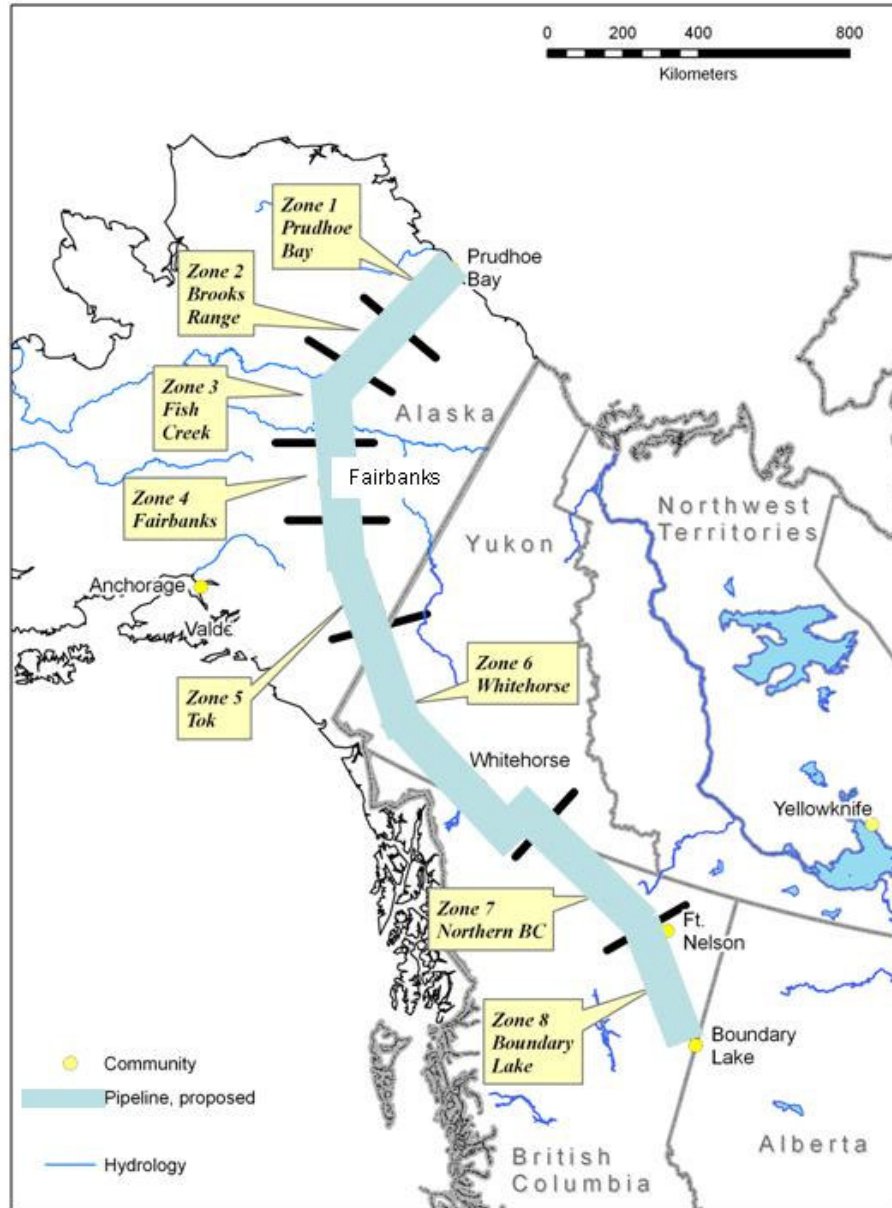 0 200 400 800
Kilometers
Zone 1
Prudhoe
Bay
Prudhoe
Bay
Zone 2
Brooks
Range
Zone 3
Fish
Creek
Alaska
Fairbanks
Zone 4
Fairbanks
Northwest
Territories
Yukon
Anchorage
Valde
Zone 6
Whitehorse
Zone 5
Tok
Whitehorse
Yellowknife
Zone 7
Northern BC
Ft.
Nelson
Zone 8
Boundary
Lake
Boundary
Lake
Community
Pipeline, proposed
Hydrology
British
Columbia
Alberta